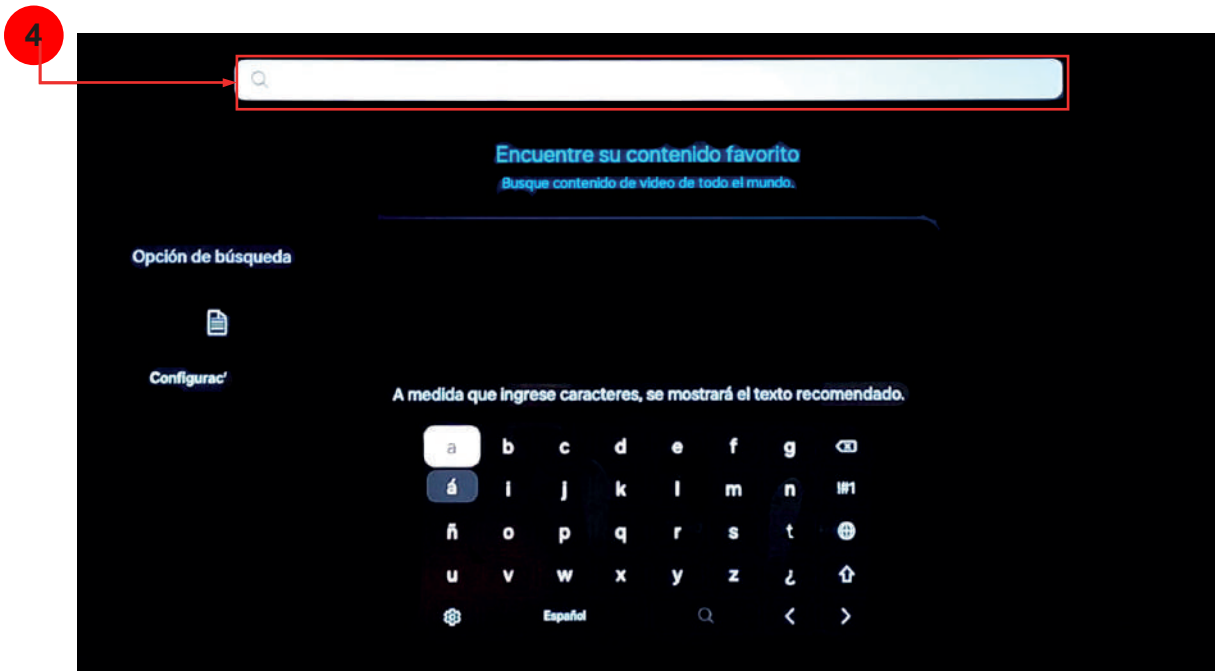 4
Encuentre su contenido favorito
Busque contenido de video de todo el mundo.
Opción de búsqueda
Configurac
A medida que ingrese caracteres, se mostrará el texto recomendado.
a b c d e f g
á i j k l m n !#1
ñ o p q r s t
u v w x y z ¿
Español < >